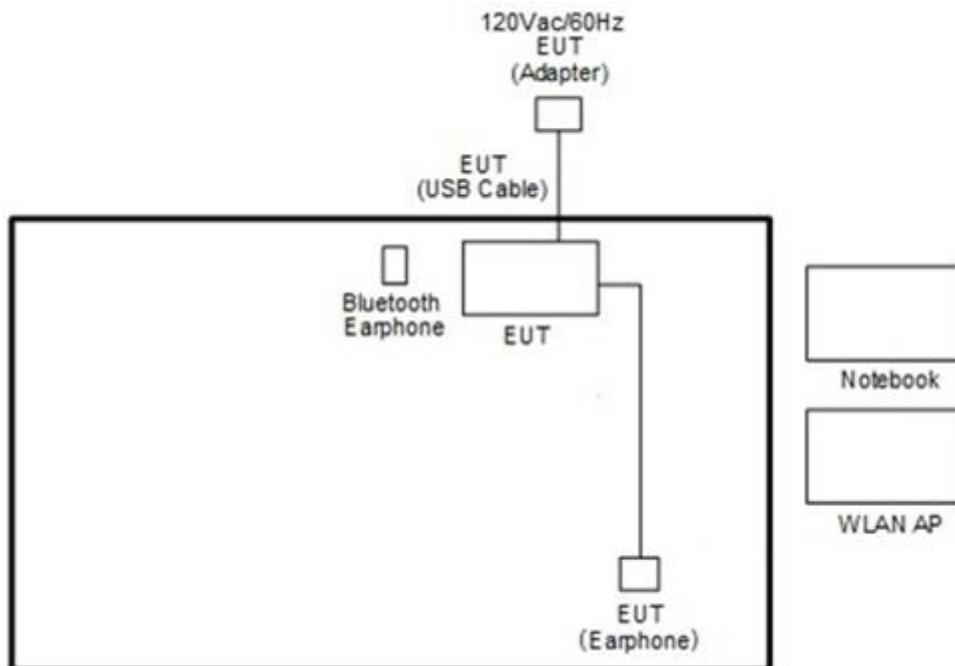 120Vac/60Hz
EUT
(Adapter)
EUT
(USB Cable)
Bluetooth
Earphone
EUT
Notebook
WLAN AP
EUT
(Earphone)